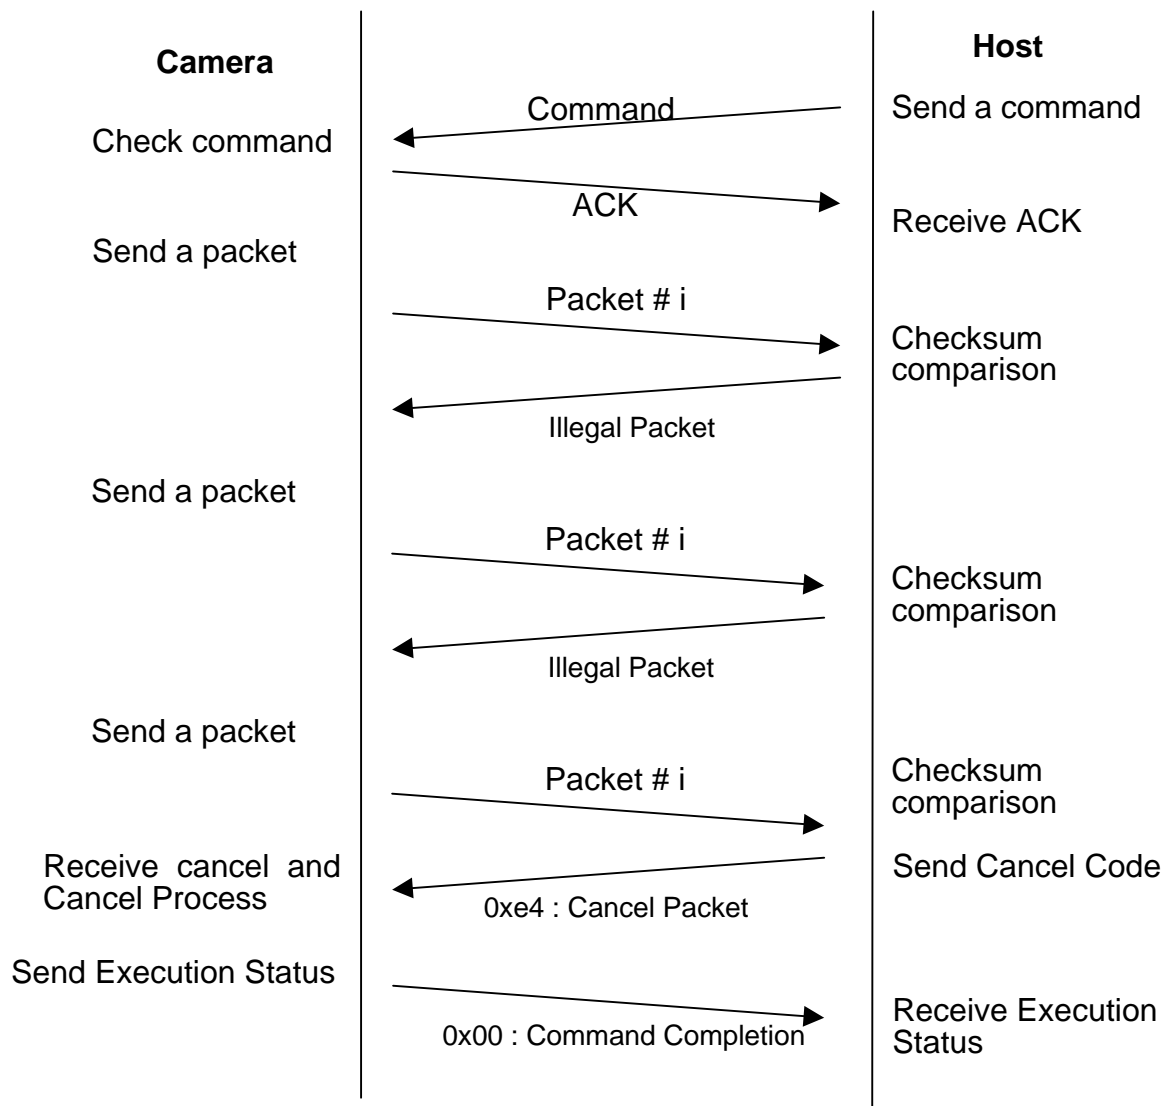 Host
Camera
Command
Send a command
Check command
ACK
Receive ACK
Send a packet
Packet # i
Checksum
comparison
Illegal Packet
Send a packet
Packet # i
Checksum
comparison
Illegal Packet
Send a packet
Packet # i
Checksum
comparison
Receive cancel and
Cancel Process
Send Cancel Code
0xe4 : Cancel Packet
Send Execution Status
0x00 : Command Completion
Receive Execution
Status